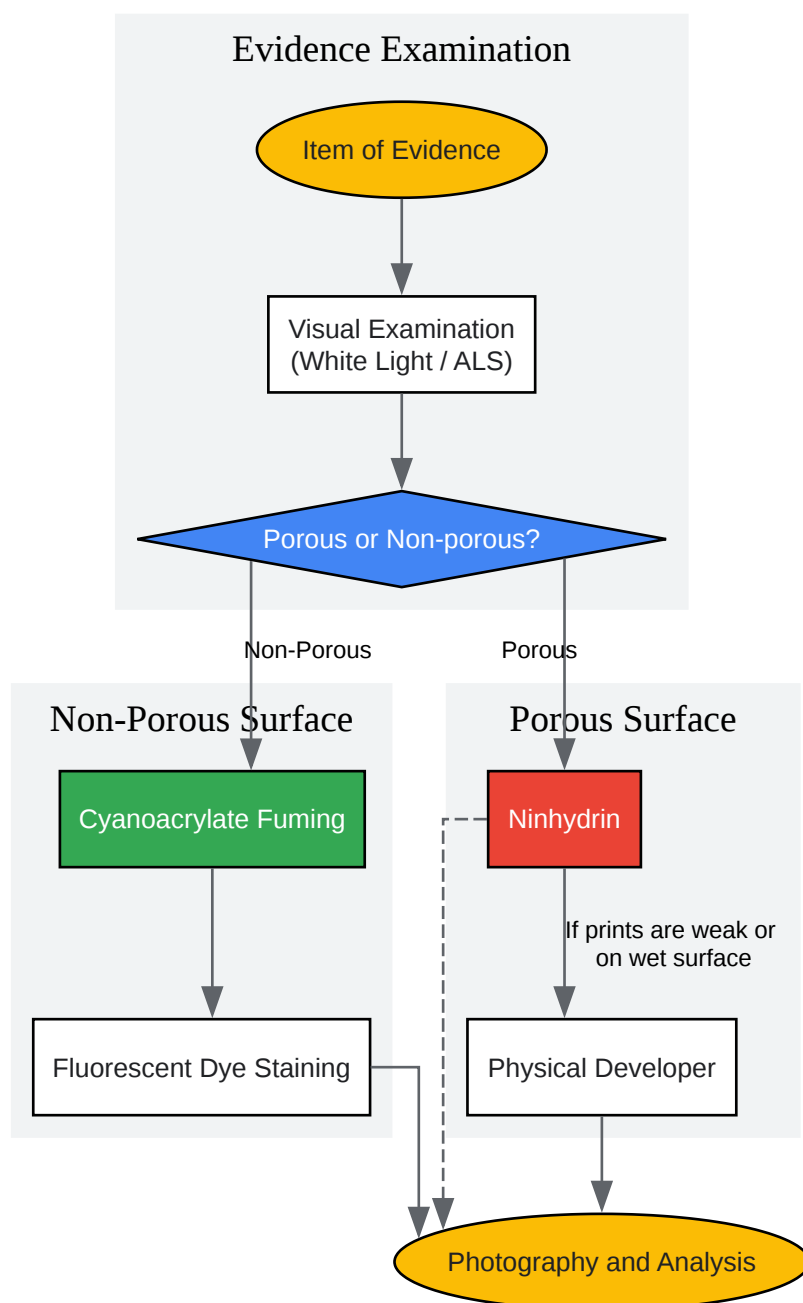 Evidence Examination
Item of Evidence
Visual Examination
(White Light / ALS)
Porous or Non-porous?
Non-Porous
Porous
Non-Porous Surface
Porous Surface
Cyanoacrylate Fuming
Ninhydrin
If prints are weak or
on wet surface
Fluorescent Dye Staining
Physical Developer
Photography and Analysis